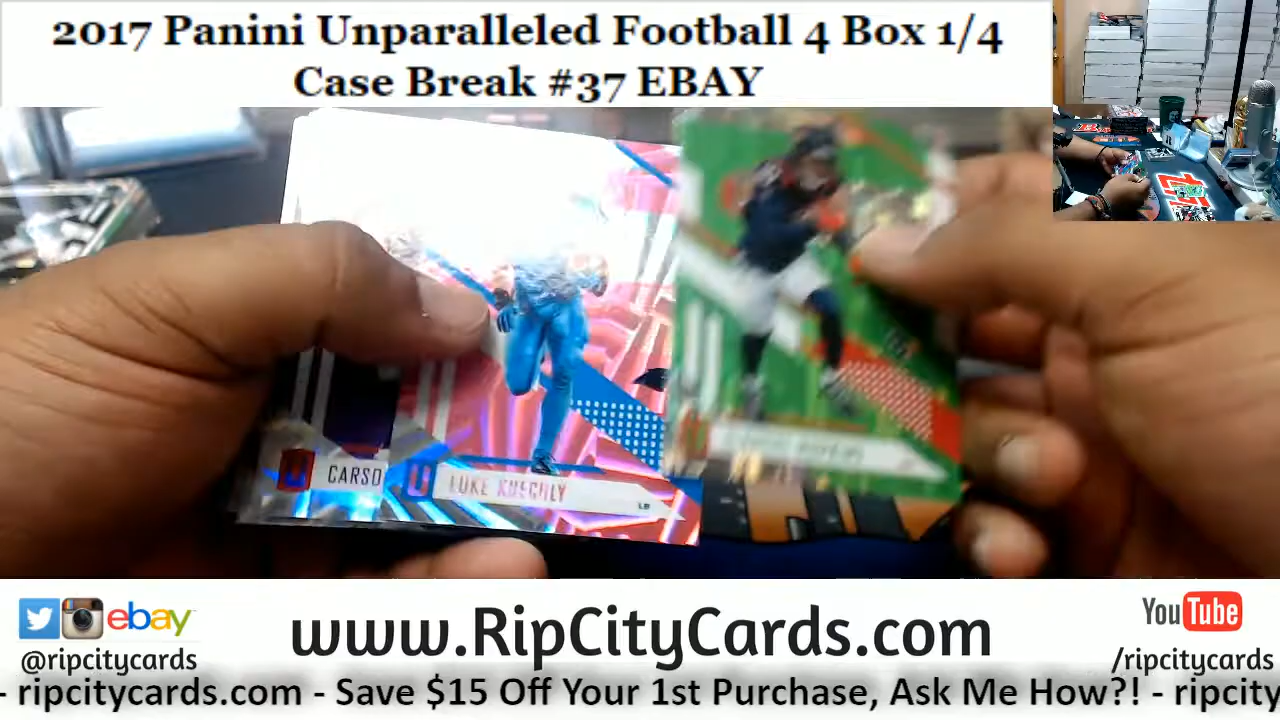 2017 Panini Unparalleled Football 4 Box 1/4
Case Break #37 EBAY
CARSO
LUKE KUECHLY
LB
ebay
@ripcitycards
www.RipCityCards.com
YouTube
/ripcitycards
- ripcitycards.com - Save $15 Off Your 1st Purchase, Ask Me How?! - ripcity